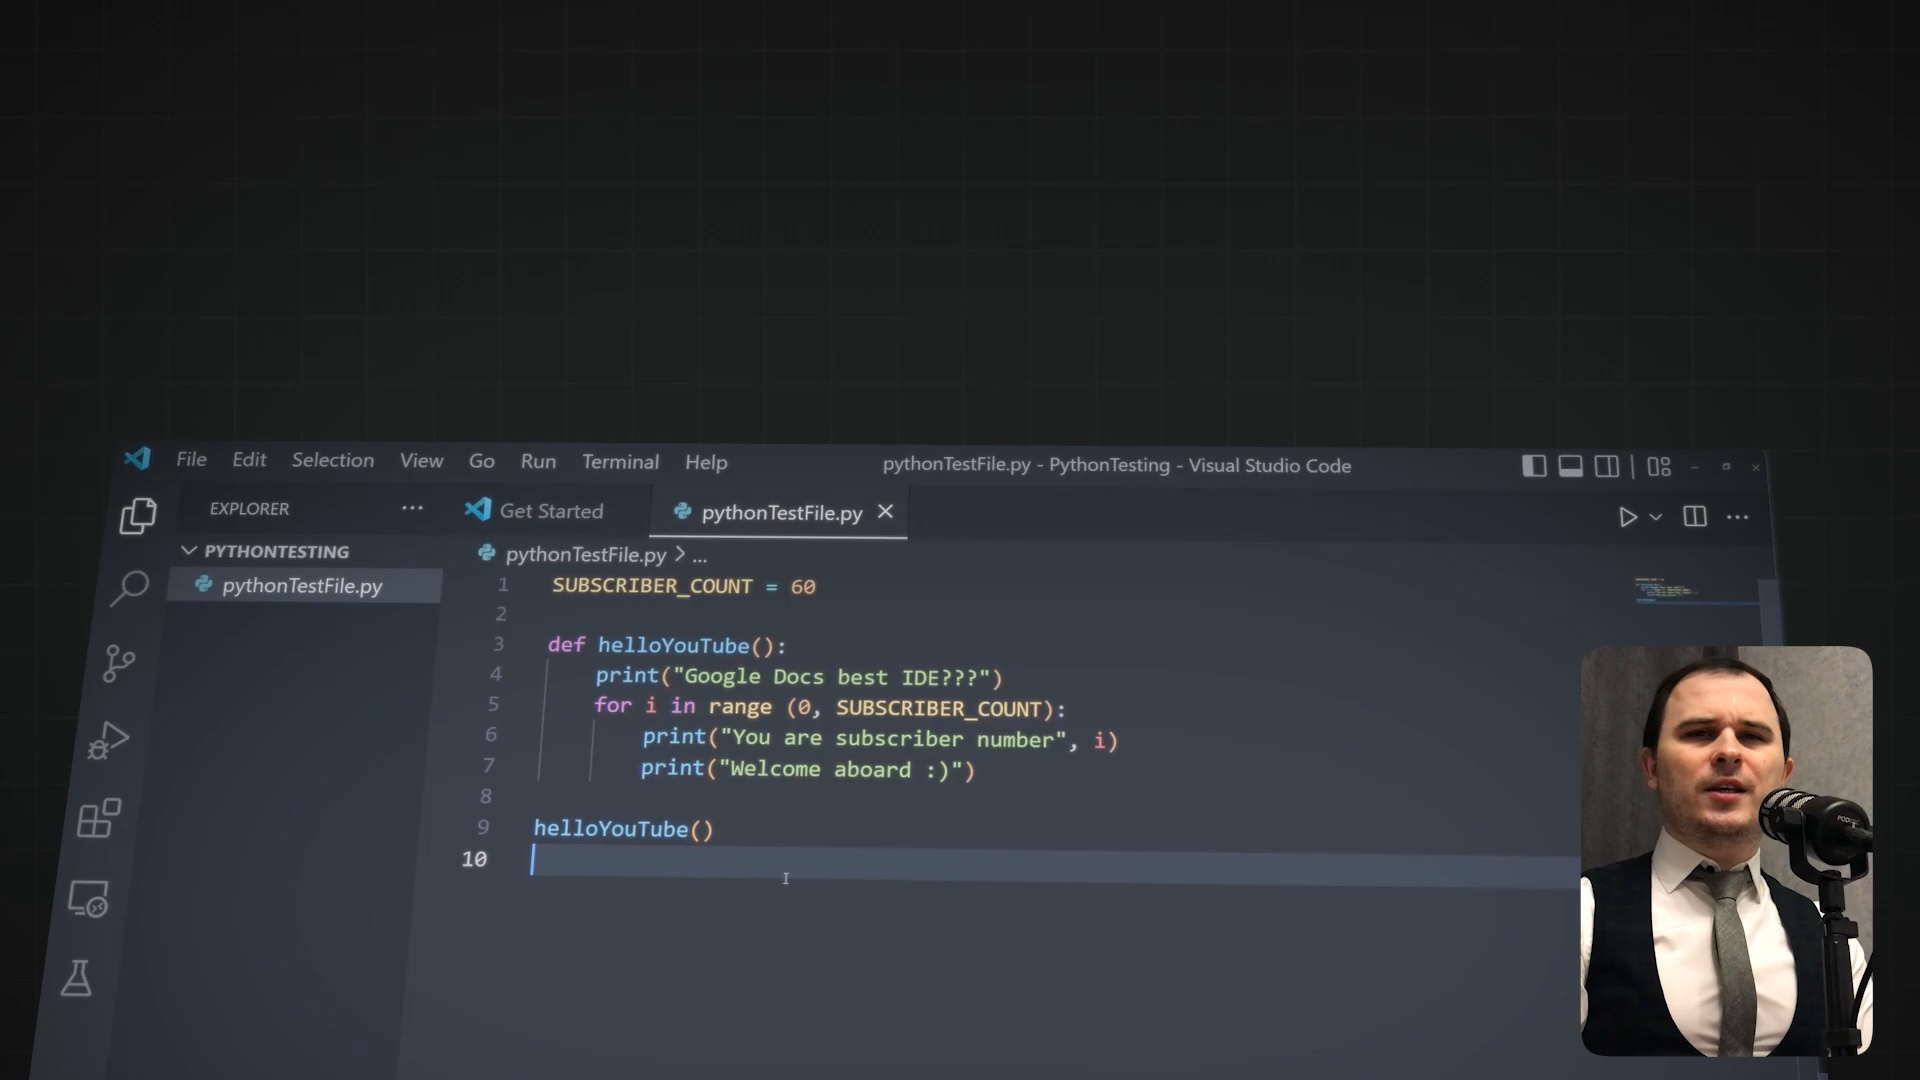 File Edit Selection View Go Run Terminal Help pythonTestFile.py - PythonTesting - Visual Studio Code
EXPLORER ... Get Started pythonTestFile.py
PYTHONTESTING
pythonTestFile.py > ...
pythonTestFile.py
1 SUBSCRIBER_COUNT = 60
2
3 def helloYouTube():
4 print("Google Docs best IDE???")
5 for i in range (0, SUBSCRIBER_COUNT):
6 print("You are subscriber number", i)
7 print("Welcome aboard :)")
8
9 helloYouTube()
10